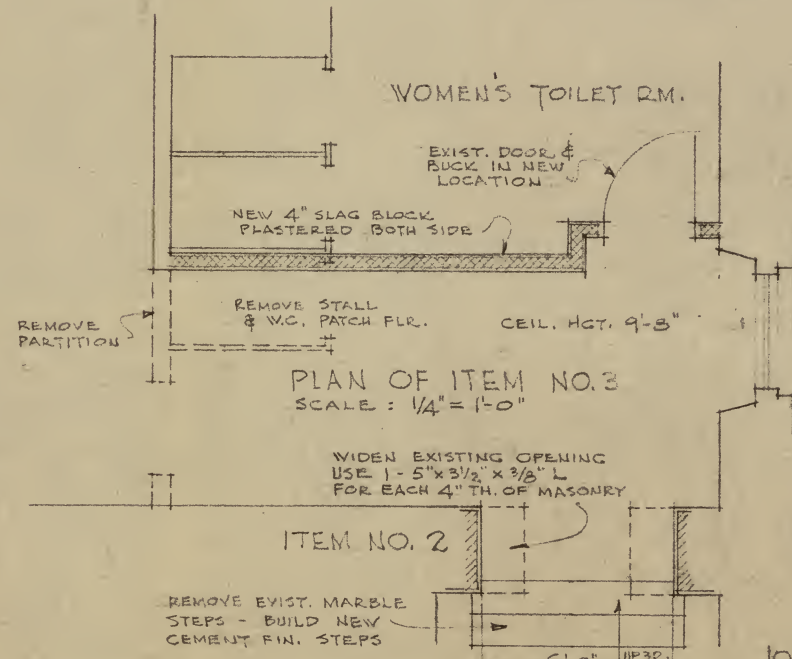 WOMEN'S TOILET RM.
EXIST. DOOR &
BUCK IN NEW
LOCATION
NEW 4" SLAG BLOCK
PLASTERED BOTH SIDE
REMOVE
PARTITION
REMOVE STALL
& W.C. PATCH FLR.
CEIL. HGT. 9'-8"
PLAN OF ITEM NO. 3
SCALE : 1/4" = 1'-0"
WIDEN EXISTING OPENING
USE 1 - 5" x 3 1/2" x 3/8" L
FOR EACH 4" TH. OF MASONRY
ITEM NO. 2
REMOVE EXIST. MARBLE
STEPS - BUILD NEW
CEMENT FIN. STEPS